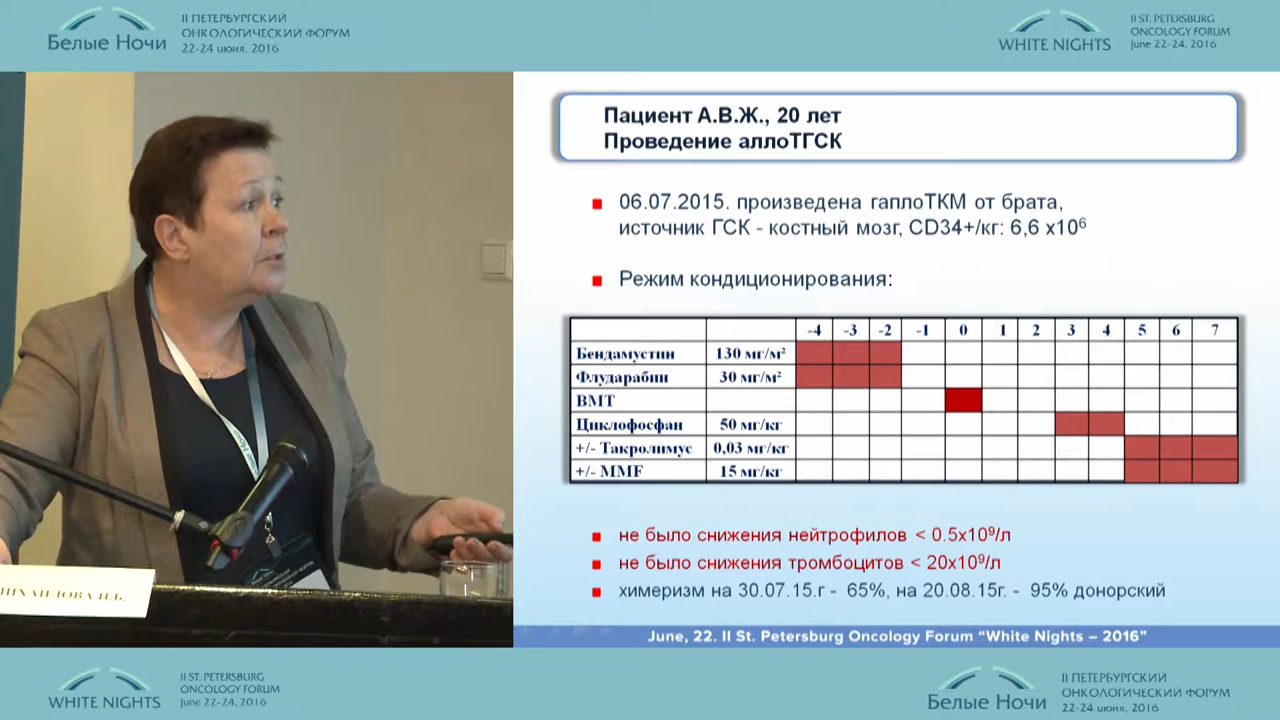 II ПЕТЕРБУРГСКИЙ
ОНКОЛОГИЧЕСКИЙ ФОРУМ
Белые Ночи
22-24 июня, 2016
II ST. PETERSBURG
ONCOLOGY FORUM
WHITE NIGHTS
June 22-24, 2016
Пациент А.В.Ж., 20 лет
Проведение аллоТГСК
06.07.2015. произведена гаплоТКМ от брата,
источник ГСК - костный мозг, CD34+/кг: 6,6 x10⁶
Режим кондиционирования:
-4 -3 -2 -1 0 1 2 3 4 5 6 7
Бендамустин 130 мг/м²
Флударабин 30 мг/м²
ВМТ
Циклофосфан 50 мг/кг
+/- Такролимус 0,03 мг/кг
+/- MMF 15 мг/кг
не было снижения нейтрофилов < 0.5x10⁹/л
не было снижения тромбоцитов < 20x10⁹/л
химеризм на 30.07.15.г - 65%, на 20.08.15г. - 95% донорский
June, 22. II St. Petersburg Oncology Forum “White Nights – 2016”
II ST. PETERSBURG
ONCOLOGY FORUM
WHITE NIGHTS
June 22-24, 2016
II ПЕТЕРБУРГСКИЙ
ОНКОЛОГИЧЕСКИЙ ФОРУМ
Белые Ночи
22-24 июня, 2016